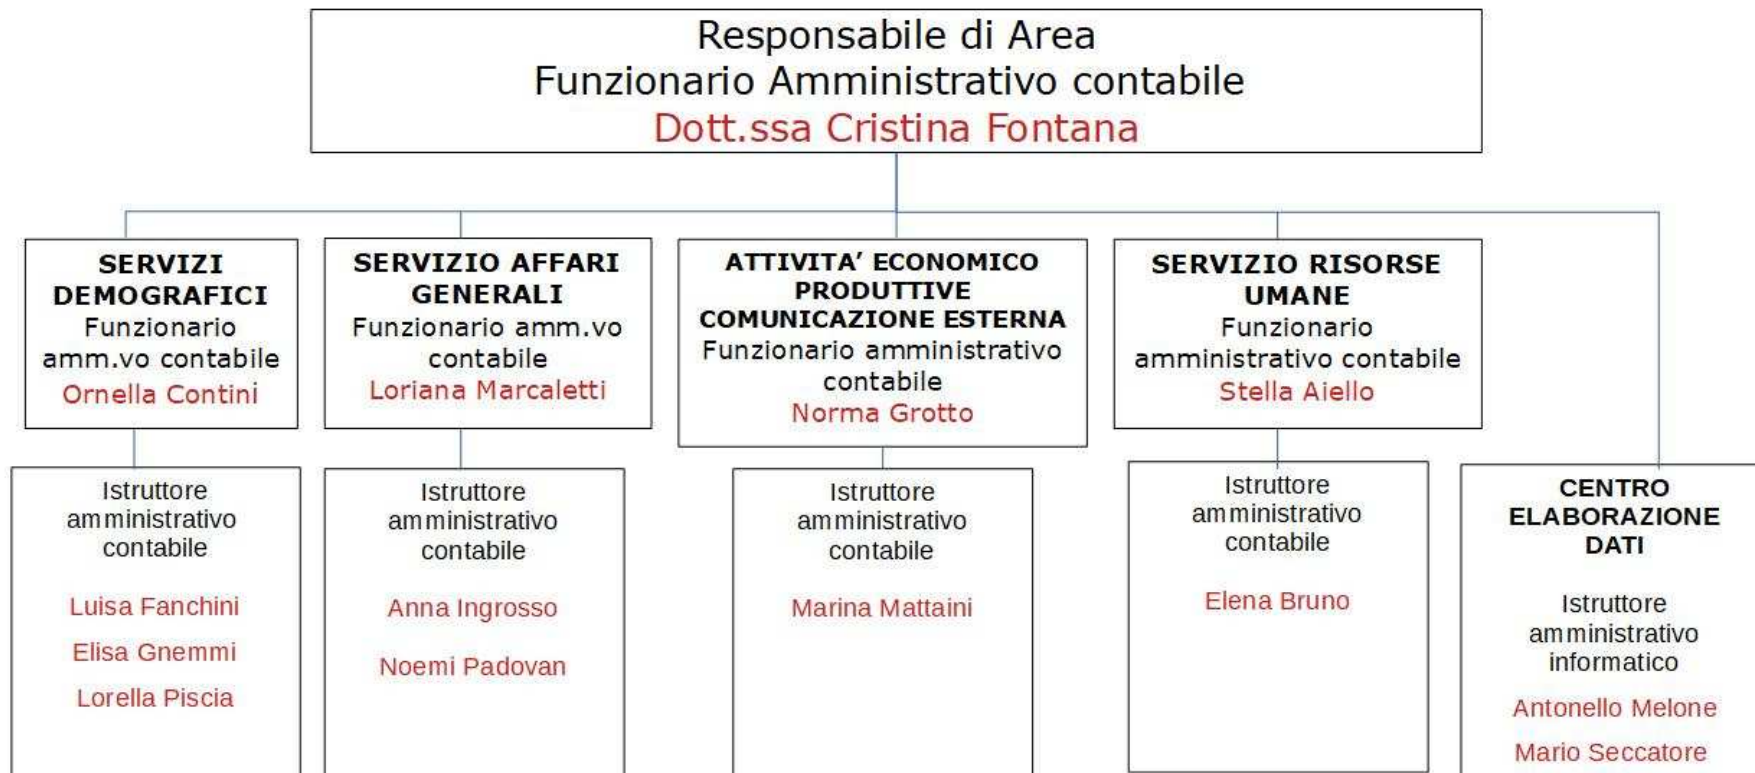 Responsabile di Area
Funzionario Amministrativo contabile
Dott.ssa Cristina Fontana
SERVIZI
DEMOGRAFICI
Funzionario
amm.vo contabile
Ornella Contini
SERVIZIO AFFARI
GENERALI
Funzionario amm.vo
contabile
Loriana Marcaletti
ATTIVITA’ ECONOMICO
PRODUTTIVE
COMUNICAZIONE ESTERNA
Funzionario amministrativo
contabile
Norma Grotto
SERVIZIO RISORSE
UMANE
Funzionario
amministrativo contabile
Stella Aiello
Istruttore
amministrativo
contabile
Luisa Fanchini
Elisa Gnemmi
Lorella Piscia
Istruttore
amministrativo
contabile
Anna Ingrosso
Noemi Padovan
Istruttore
amministrativo
contabile
Marina Mattaini
Istruttore
amministrativo
contabile
Elena Bruno
CENTRO
ELABORAZIONE
DATI
Istruttore
amministrativo
informatico
Antonello Melone
Mario Seccatore